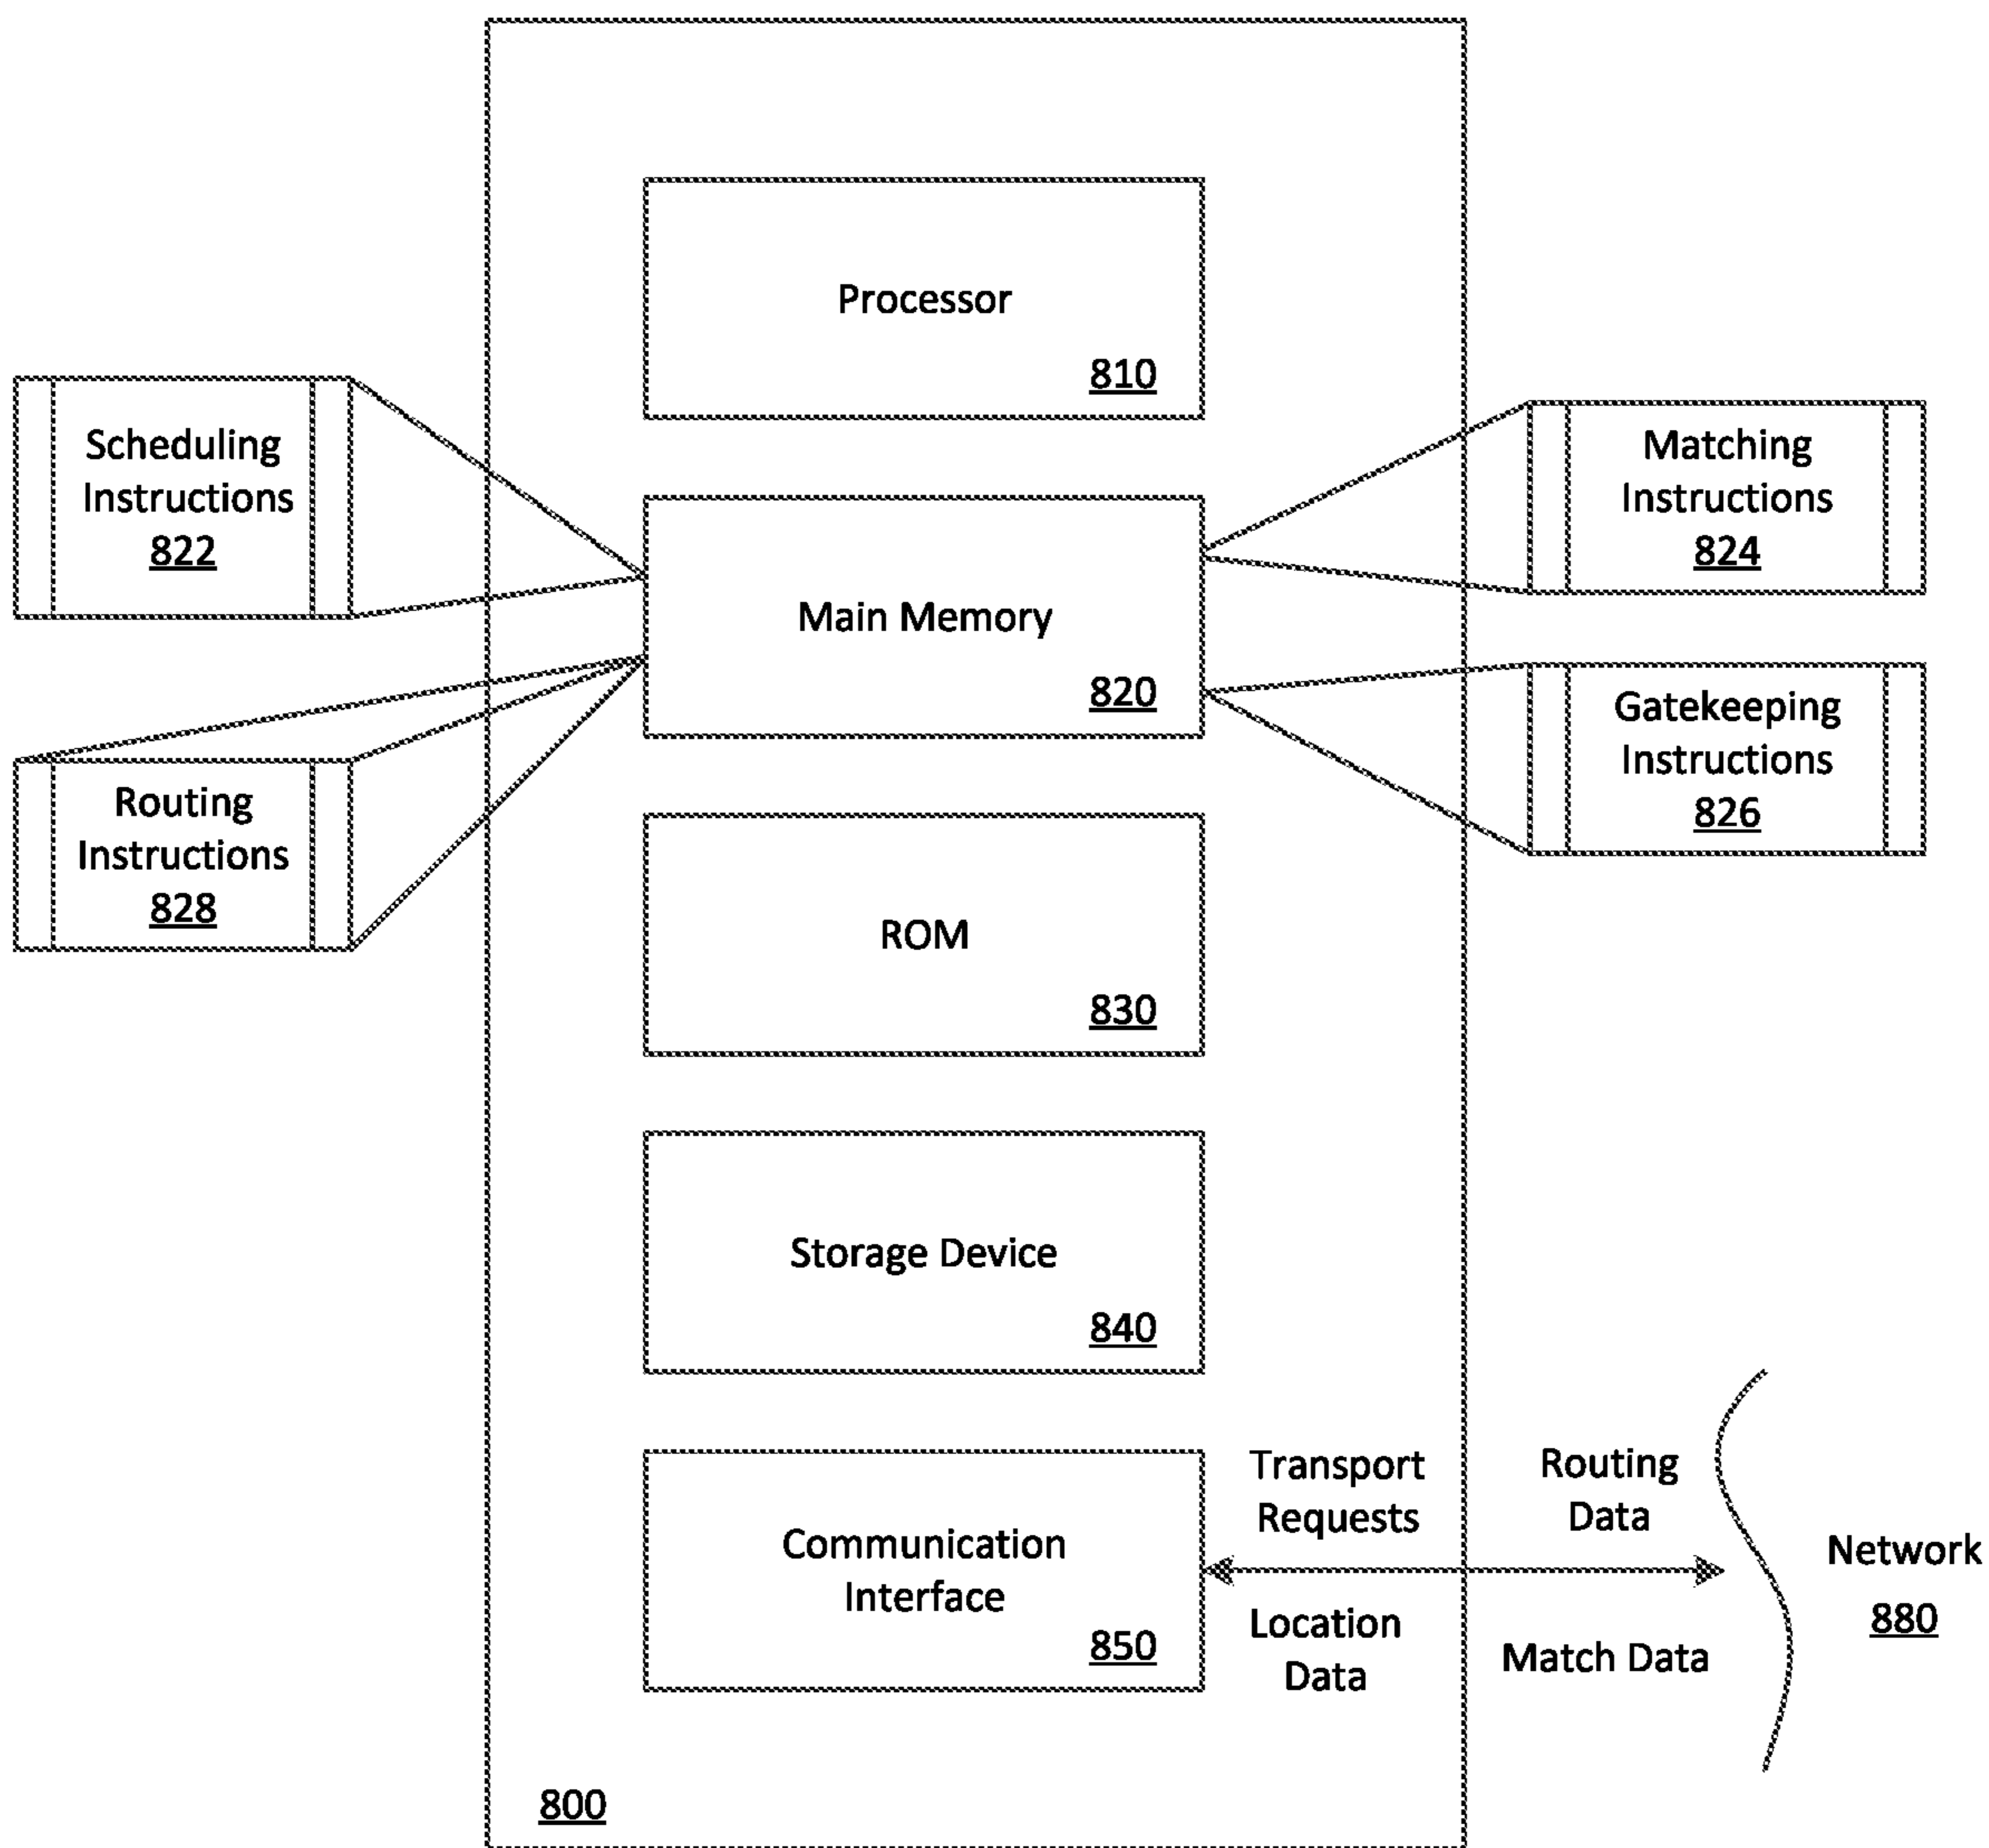 Processor
810
Scheduling
Instructions
822
Matching
Instructions
824
Main Memory
820
Gatekeeping
Instructions
826
Routing
Instructions
828
ROM
830
Storage Device
840
Communication
Interface
850
Transport
Requests
Routing
Data
Location
Data
Match Data
Network
880
800